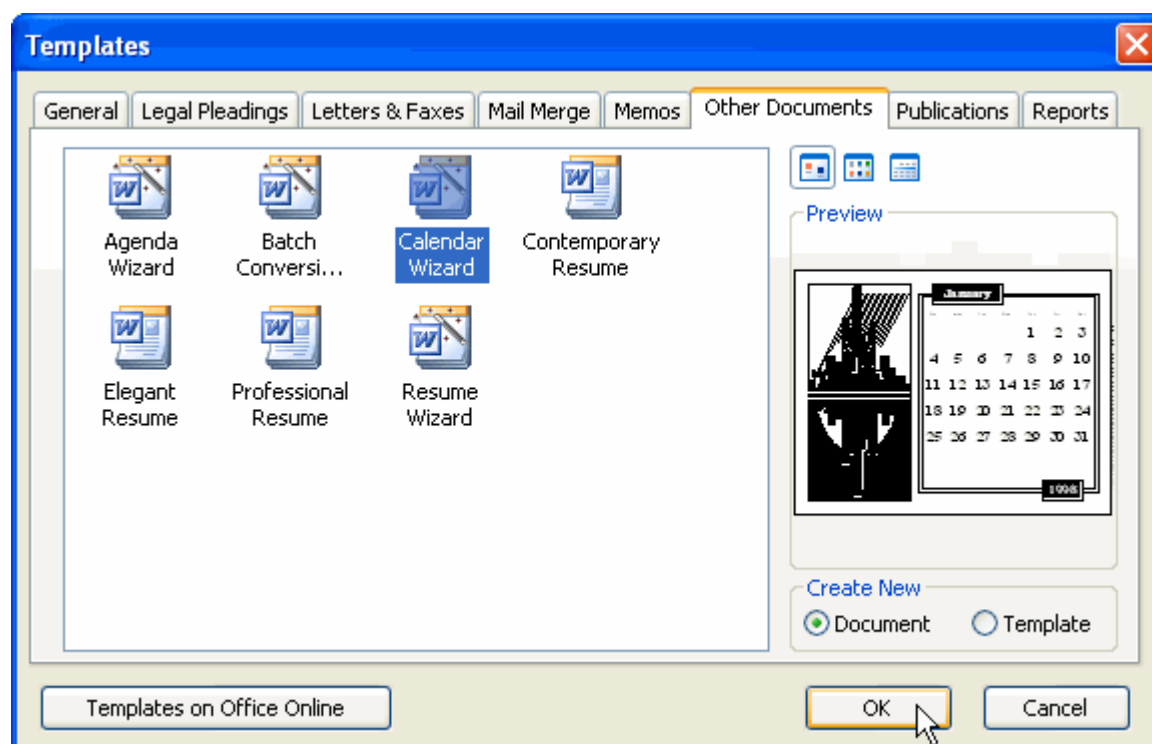 Templates
General Legal Pleadings Letters & Faxes Mail Merge Memos Other Documents Publications Reports
Agenda Wizard
Batch Conversi...
Calendar Wizard
Contemporary Resume
Elegant Resume
Professional Resume
Resume Wizard
Preview
January
1 2 3
4 5 6 7 8 9 10
11 12 13 14 15 16 17
18 19 20 21 22 23 24
25 26 27 28 29 30 31
1998
Create New
Document Template
Templates on Office Online
OK Cancel